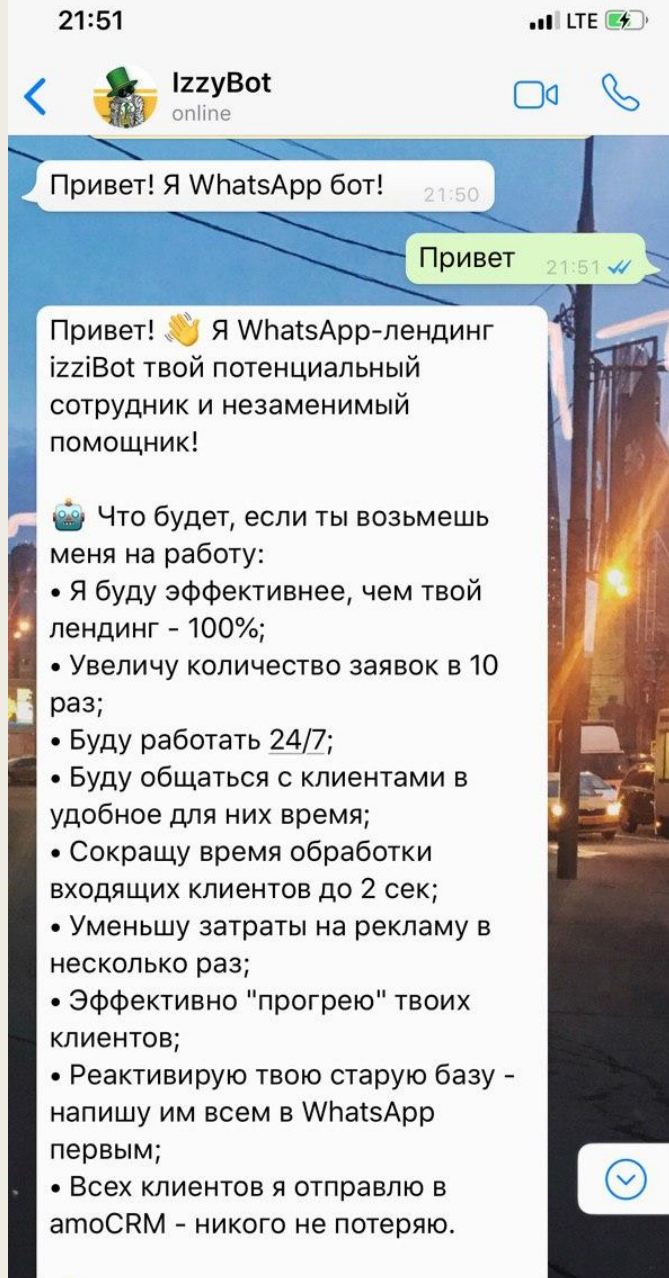 21:51
LTE
IzzyBot
online
Привет! Я WhatsApp бот!
21:50
Привет
21:51
Привет! 👋 Я WhatsApp-лендинг
izziBot твой потенциальный
сотрудник и незаменимый
помощник!
🤖 Что будет, если ты возьмешь
меня на работу:
• Я буду эффективнее, чем твой
лендинг - 100%;
• Увеличу количество заявок в 10
раз;
• Буду работать 24/7;
• Буду общаться с клиентами в
удобное для них время;
• Сокращу время обработки
входящих клиентов до 2 сек;
• Уменьшу затраты на рекламу в
несколько раз;
• Эффективно "прогрею" твоих
клиентов;
• Реактивирую твою старую базу -
напишу им всем в WhatsApp
первым;
• Всех клиентов я отправлю в
amoCRM - никого не потеряю.